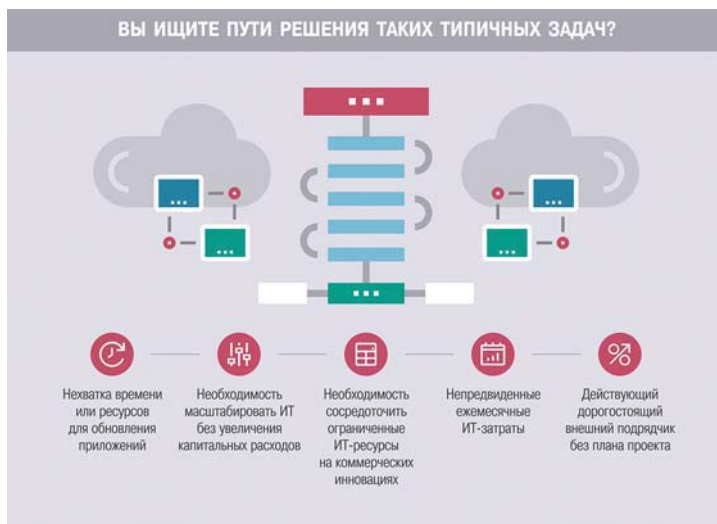 ВЫ ИЩИТЕ ПУТИ РЕШЕНИЯ ТАКИХ ТИПИЧНЫХ ЗАДАЧ?
Нехватка времени
или ресурсов
для обновления
приложений
Необходимость
масштабировать ИТ
без увеличения
капитальных расходов
Необходимость
сосредоточить
ограниченные
ИТ-ресурсы
на коммерческих
инновациях
Непредвиденные
ежемесячные
ИТ-затраты
Действующий
дорогостоящий
внешний подрядчик
без плана проекта